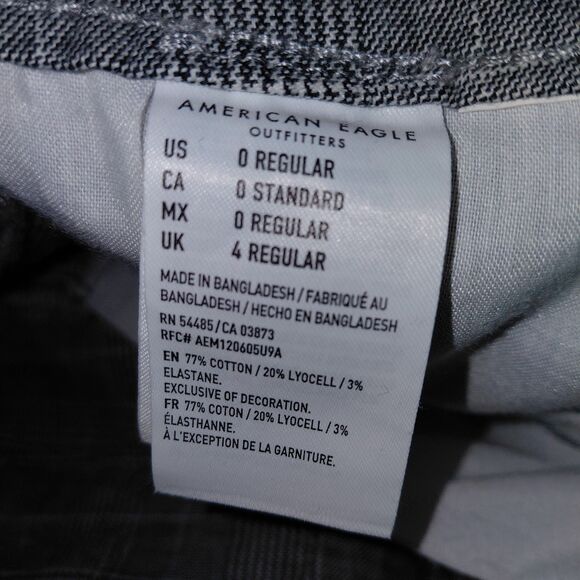 AMERICAN EAGLE
OUTFITTERS
US 0 REGULAR
CA 0 STANDARD
MX 0 REGULAR
UK 4 REGULAR
MADE IN BANGLADESH / FABRIQUÉ AU
BANGLADESH / HECHO EN BANGLADESH
RN 54485/CA 03873
RFC# AEM120605U9A
EN 77% COTTON / 20% LYOCELL / 3%
ELASTANE.
EXCLUSIVE OF DECORATION.
FR 77% COTON / 20% LYOCELL / 3%
ÉLASTHANNE.
À L'EXCEPTION DE LA GARNITURE.